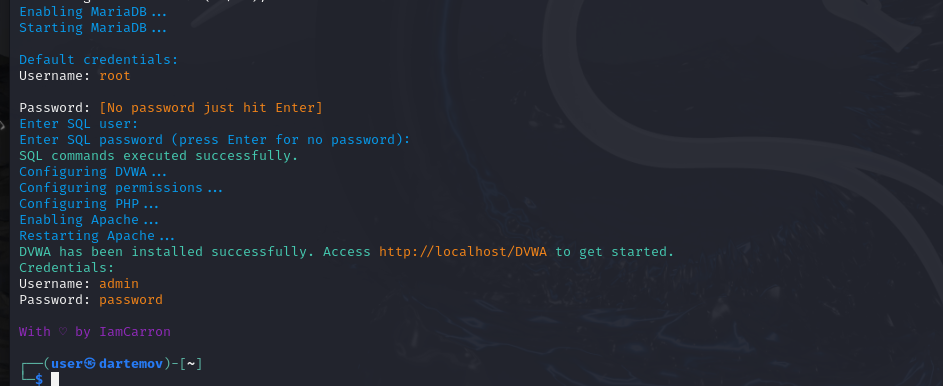 Enabling MariaDB...
Starting MariaDB...
Default credentials:
Username: root
Password: [No password just hit Enter]
Enter SQL user:
Enter SQL password (press Enter for no password):
SQL commands executed successfully.
Configuring DVWA...
Configuring permissions...
Configuring PHP...
Enabling Apache...
Restarting Apache...
DVWA has been installed successfully. Access http://localhost/DVWA to get started.
Credentials:
Username: admin
Password: password
With ♡ by IamCarron
┌──(user㉿dartemov)-[~]
└─$